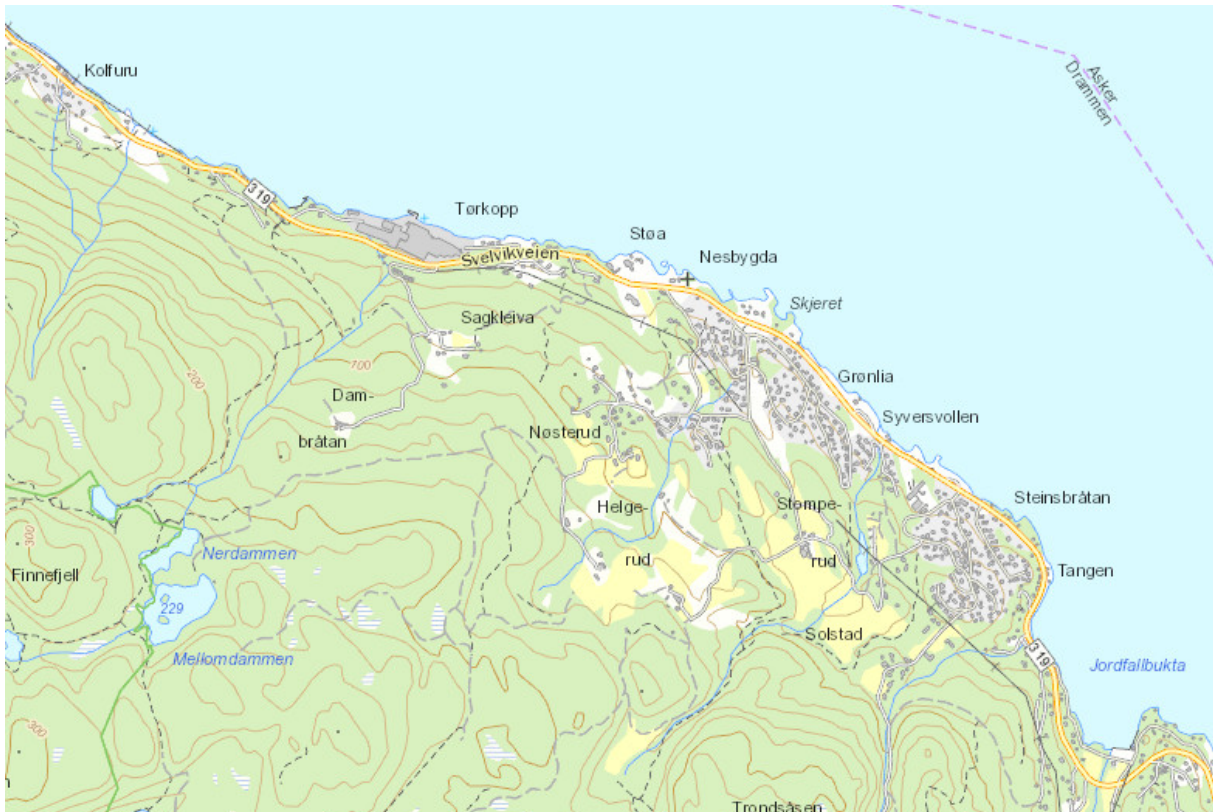 Asker
Drammen
Kolfuru
319
Tørkopp
Støa
Svelvikveien
Nesbygda
Skjeret
Sagkleiva
200
100
Grønlia
Dam-
bråtan
Syversvollen
Nøsterud
Helge-
rud
Stompe-
rud
Steinsbråtan
300
Nerdammen
Finnefjell
Tangen
229
Solstad
Mellomdammen
319
Jordfallbukta
300
Trondsåsen